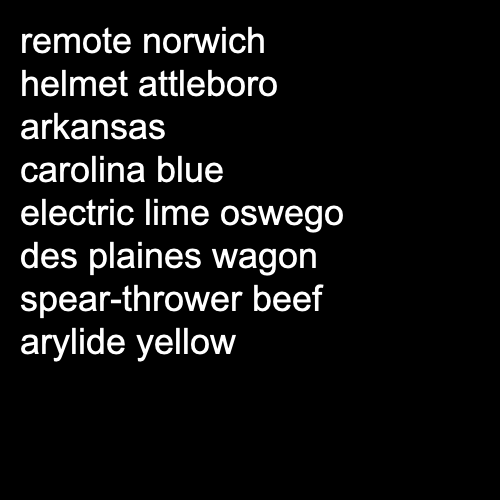 remote norwich
helmet attleboro
arkansas
carolina blue
electric lime oswego
des plaines wagon
spear-thrower beef
arylide yellow